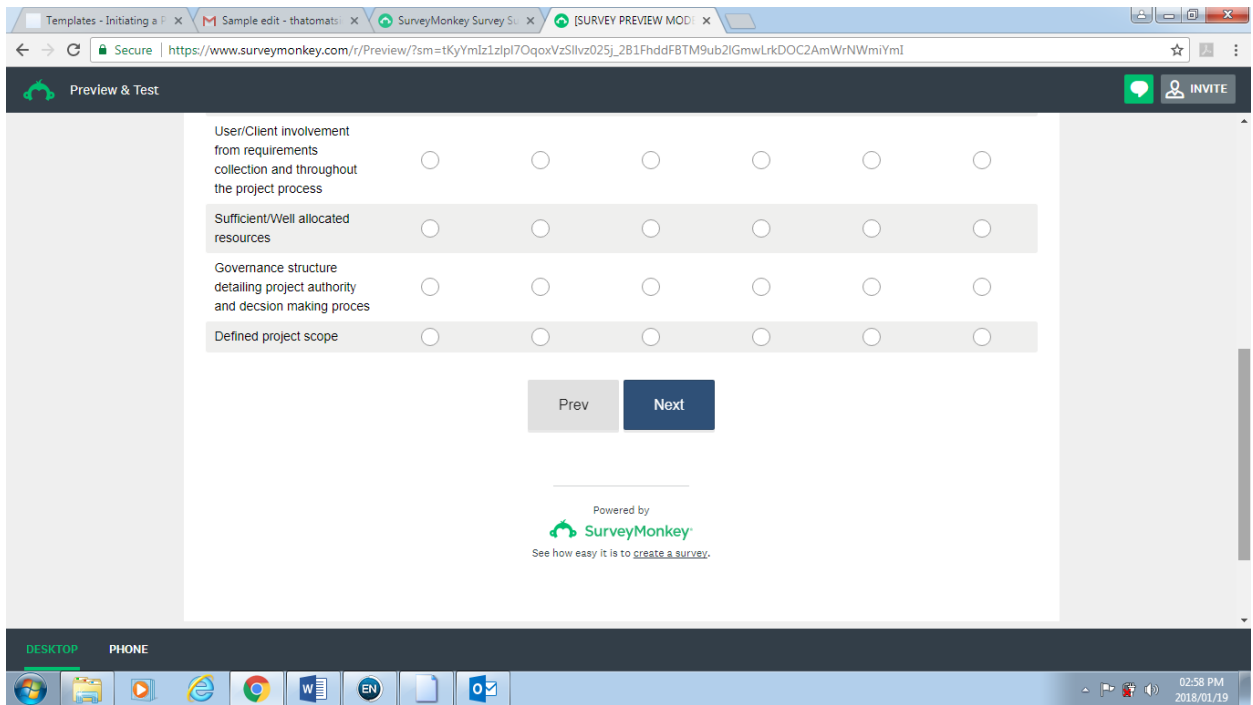 Templates - Initiating a P
Sample edit - thatomatsi
SurveyMonkey Survey Su
[SURVEY PREVIEW MODE
Secure https://www.surveymonkey.com/r/Preview/?sm=tKyYmIz1zlpl7OqoxVzSllvz025j_2B1FhddFBTM9ub2lGmwLrkDOC2AmWrNWmiYmI
Preview & Test
INVITE
User/Client involvement
from requirements
collection and throughout
the project process
Sufficient/Well allocated
resources
Governance structure
detailing project authority
and decsion making proces
Defined project scope
Prev
Next
Powered by
SurveyMonkey
See how easy it is to create a survey.
DESKTOP PHONE
EN
02:58 PM
2018/01/19